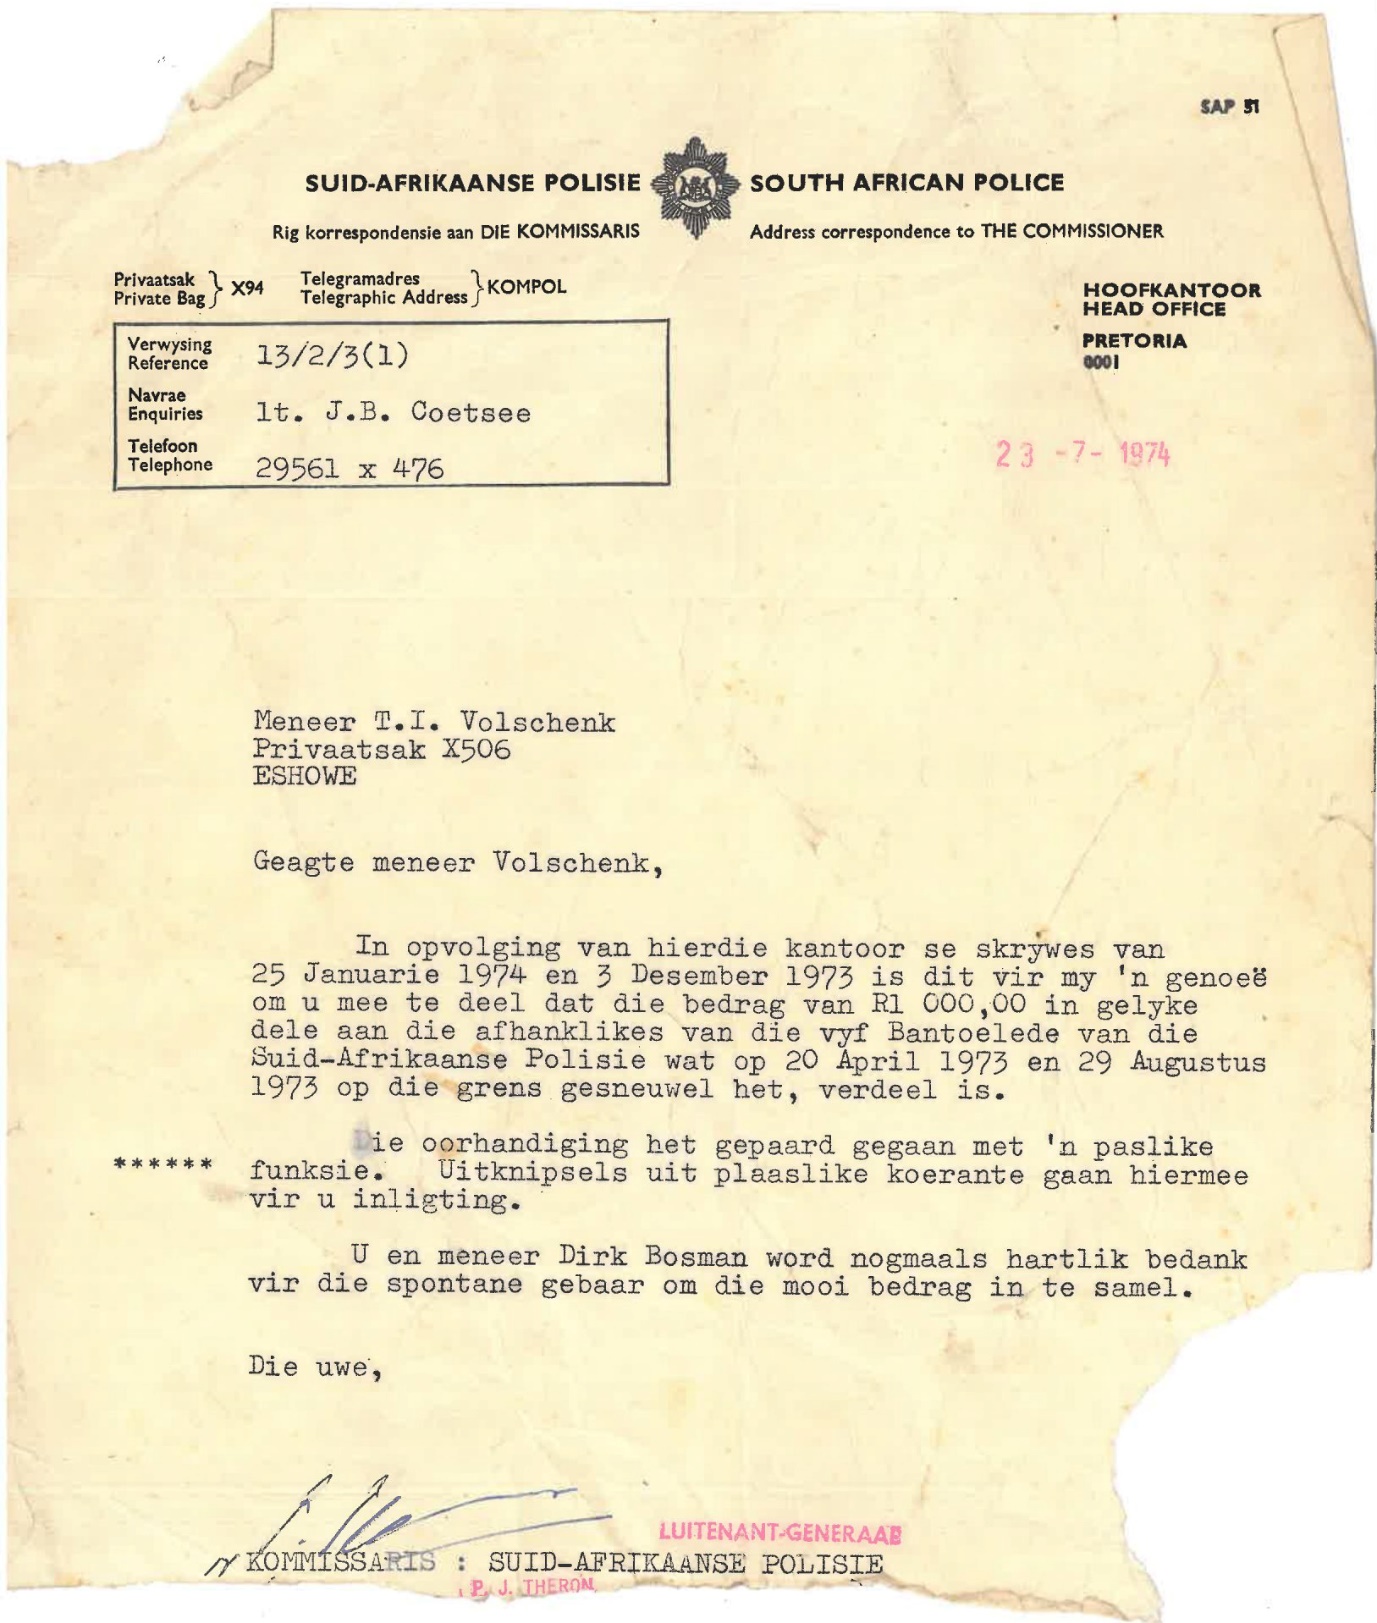 SAP 51
SUID-AFRIKAANSE POLISIE SOUTH AFRICAN POLICE
Rig korrespondensie aan DIE KOMMISSARIS Address correspondence to THE COMMISSIONER
Privaatsak Private Bag } X94 Telegramadres Telegraphic Address } KOMPOL
HOOFKANTOOR
HEAD OFFICE
PRETORIA
0001
Verwysing
Reference 13/2/3(1)
Navrae
Enquiries lt. J.B. Coetsee
Telefoon
Telephone 29561 x 476
23 -7- 1974
Meneer T.I. Volschenk
Privaatsak X506
ESHOWE
Geagte meneer Volschenk,
In opvolging van hierdie kantoor se skrywes van
25 Januarie 1974 en 3 Desember 1973 is dit vir my 'n genoeë
om u mee te deel dat die bedrag van R1 000,00 in gelyke
dele aan die afhanklikes van die vyf Bantoelede van die
Suid-Afrikaanse Polisie wat op 20 April 1973 en 29 Augustus
1973 op die grens gesneuwel het, verdeel is.
Die oorhandiging het gepaard gegaan met 'n paslike
****** funksie. Uitknipsels uit plaaslike koerante gaan hiermee
vir u inligting.
U en meneer Dirk Bosman word nogmaals hartlik bedank
vir die spontane gebaar om die mooi bedrag in te samel.
Die uwe,
LUITENANT-GENERAAL
KOMMISSARIS : SUID-AFRIKAANSE POLISIE
P. J. THERON